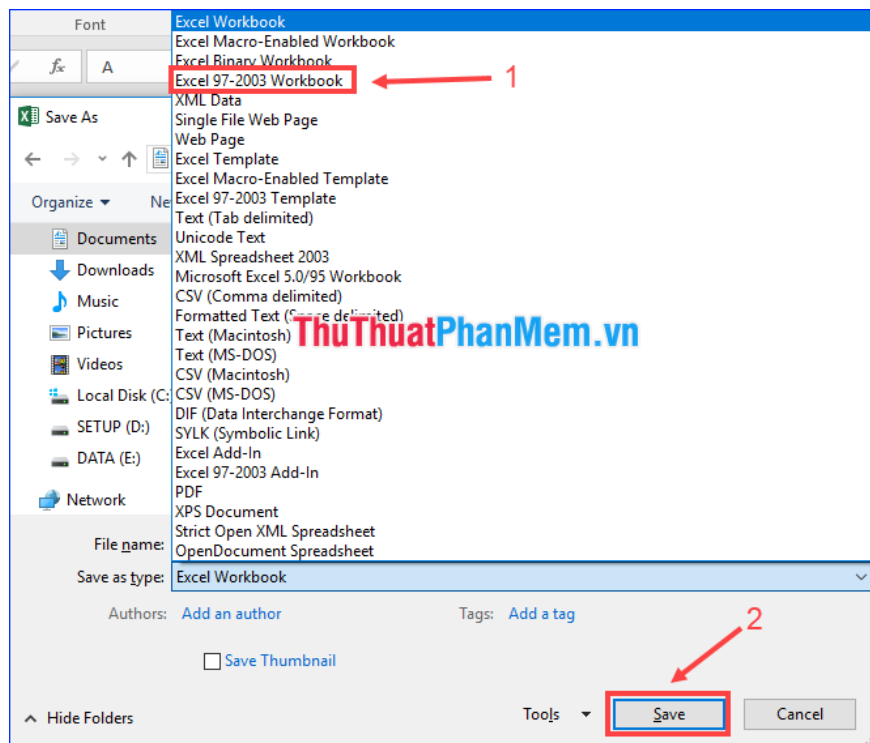 Font
fx
A
Save As
Organize
Ne
Documents
Downloads
Music
Pictures
Videos
Local Disk (C:
SETUP (D:)
DATA (E:)
Network
Excel Workbook
Excel Macro-Enabled Workbook
Excel Binary Workbook
Excel 97-2003 Workbook
1
XML Data
Single File Web Page
Web Page
Excel Template
Excel Macro-Enabled Template
Excel 97-2003 Template
Text (Tab delimited)
Unicode Text
XML Spreadsheet 2003
Microsoft Excel 5.0/95 Workbook
CSV (Comma delimited)
Formatted Text (Space delimited)
Text (Macintosh)
ThuThuatPhanMem.vn
Text (MS-DOS)
CSV (Macintosh)
CSV (MS-DOS)
DIF (Data Interchange Format)
SYLK (Symbolic Link)
Excel Add-In
Excel 97-2003 Add-In
PDF
XPS Document
Strict Open XML Spreadsheet
OpenDocument Spreadsheet
File name:
Save as type: Excel Workbook
Authors: Add an author Tags: Add a tag
2
Save Thumbnail
Hide Folders Tools Save Cancel